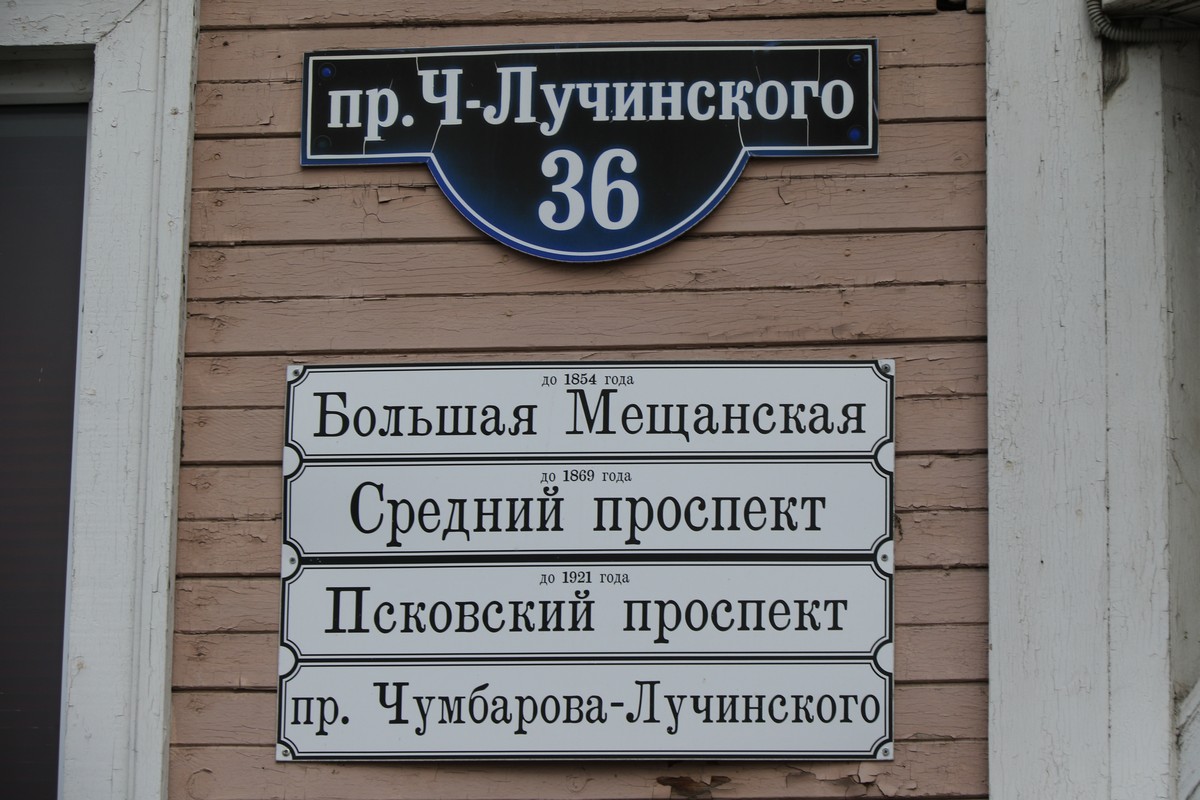 пр. Ч-Лучинского
36
до 1854 года
Большая Мещанская
до 1869 года
Средний проспект
до 1921 года
Псковский проспект
пр. Чумбарова-Лучинского